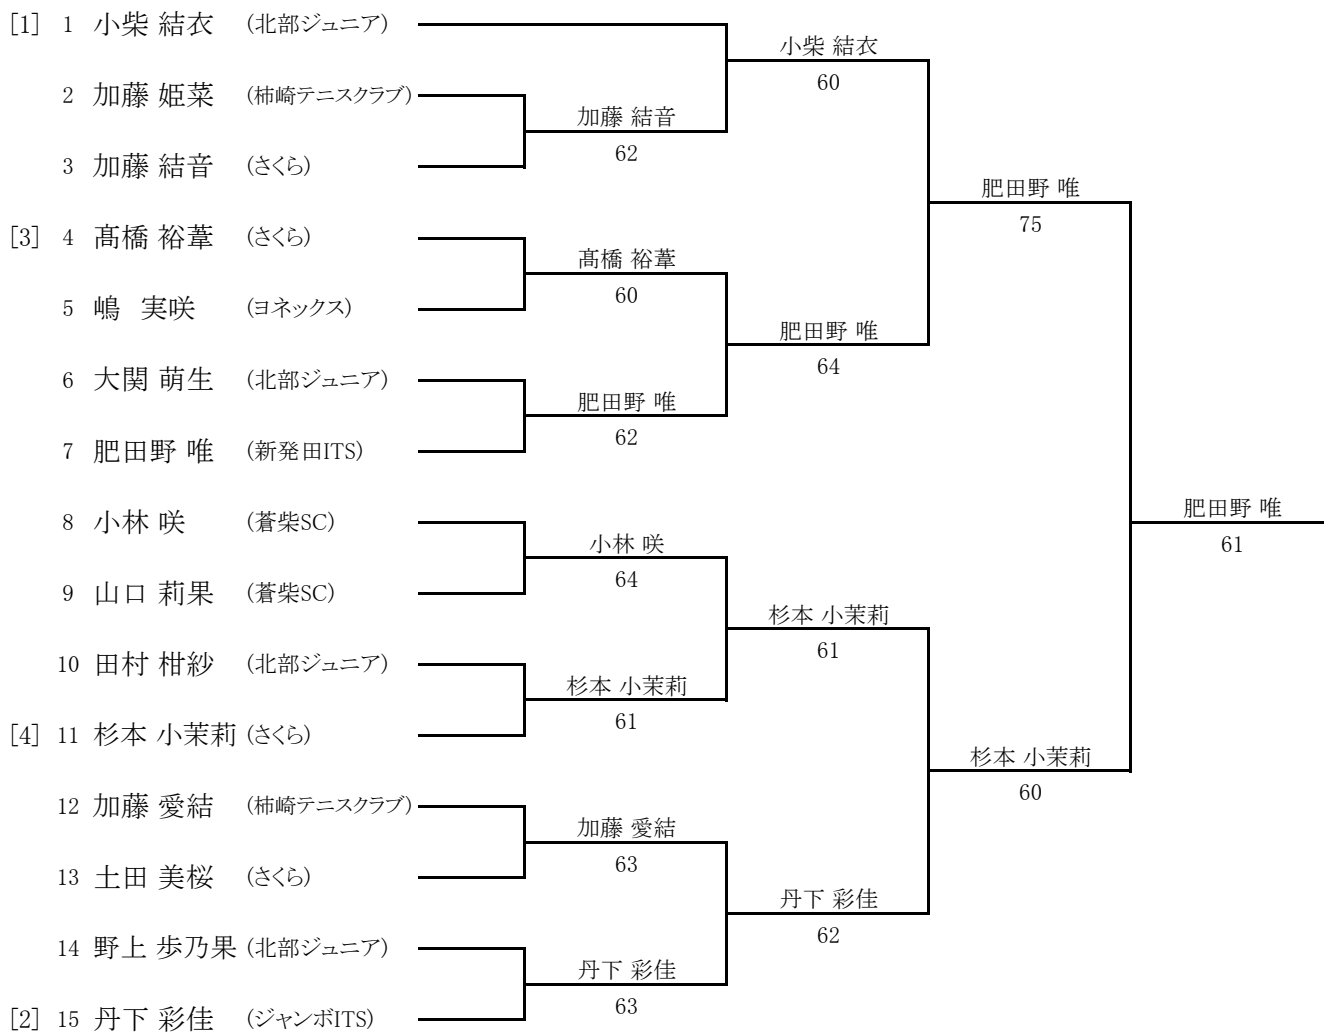 [1] 1 小柴 結衣 (北部ジュニア)
小柴 結衣
60
2 加藤 姫菜 (柿崎テニスクラブ)
加藤 結音
62
3 加藤 結音 (さくら)
肥田野 唯
75
[3] 4 髙橋 裕葦 (さくら)
髙橋 裕葦
60
5 嶋 実咲 (ヨネックス)
肥田野 唯
64
6 大関 萌生 (北部ジュニア)
肥田野 唯
62
7 肥田野 唯 (新発田ITS)
肥田野 唯
61
8 小林 咲 (蒼柴SC)
小林 咲
64
9 山口 莉果 (蒼柴SC)
杉本 小茉莉
61
10 田村 柑紗 (北部ジュニア)
杉本 小茉莉
61
[4] 11 杉本 小茉莉 (さくら)
杉本 小茉莉
60
12 加藤 愛結 (柿崎テニスクラブ)
加藤 愛結
63
13 土田 美桜 (さくら)
丹下 彩佳
62
14 野上 歩乃果 (北部ジュニア)
丹下 彩佳
63
[2] 15 丹下 彩佳 (ジャンボITS)